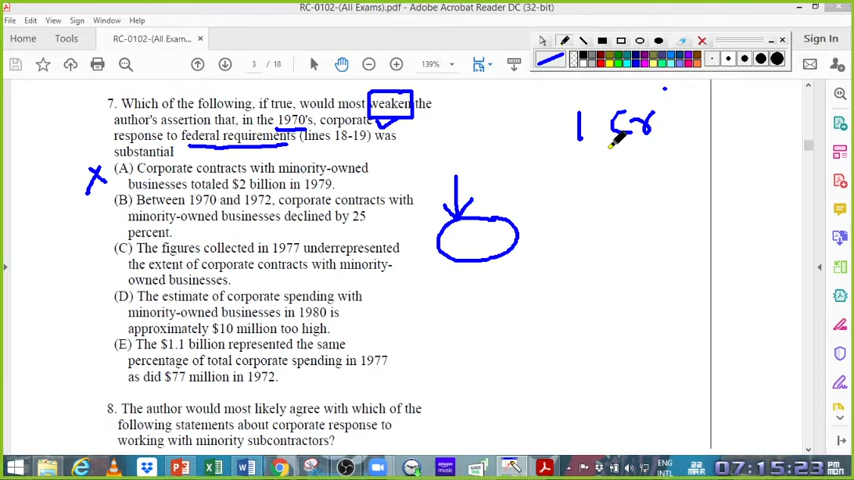 RC-0102-(All Exams).pdf - Adobe Acrobat Reader DC (32-bit)
File Edit View Sign Window Help
Home Tools RC-0102-(All Exam... × Sign In
3 / 18 139%
7. Which of the following, if true, would most weaken the
author's assertion that, in the 1970's, corporate
response to federal requirements (lines 18-19) was
substantial
(A) Corporate contracts with minority-owned
businesses totaled $2 billion in 1979.
(B) Between 1970 and 1972, corporate contracts with
minority-owned businesses declined by 25
percent.
(C) The figures collected in 1977 underrepresented
the extent of corporate contracts with minority-
owned businesses.
(D) The estimate of corporate spending with
minority-owned businesses in 1980 is
approximately $10 million too high.
(E) The $1.1 billion represented the same
percentage of total corporate spending in 1977
as did $77 million in 1972.
8. The author would most likely agree with which of the
following statements about corporate response to
working with minority subcontractors?
ENG
INTL
22
MAR
07:15:23 PM
MON